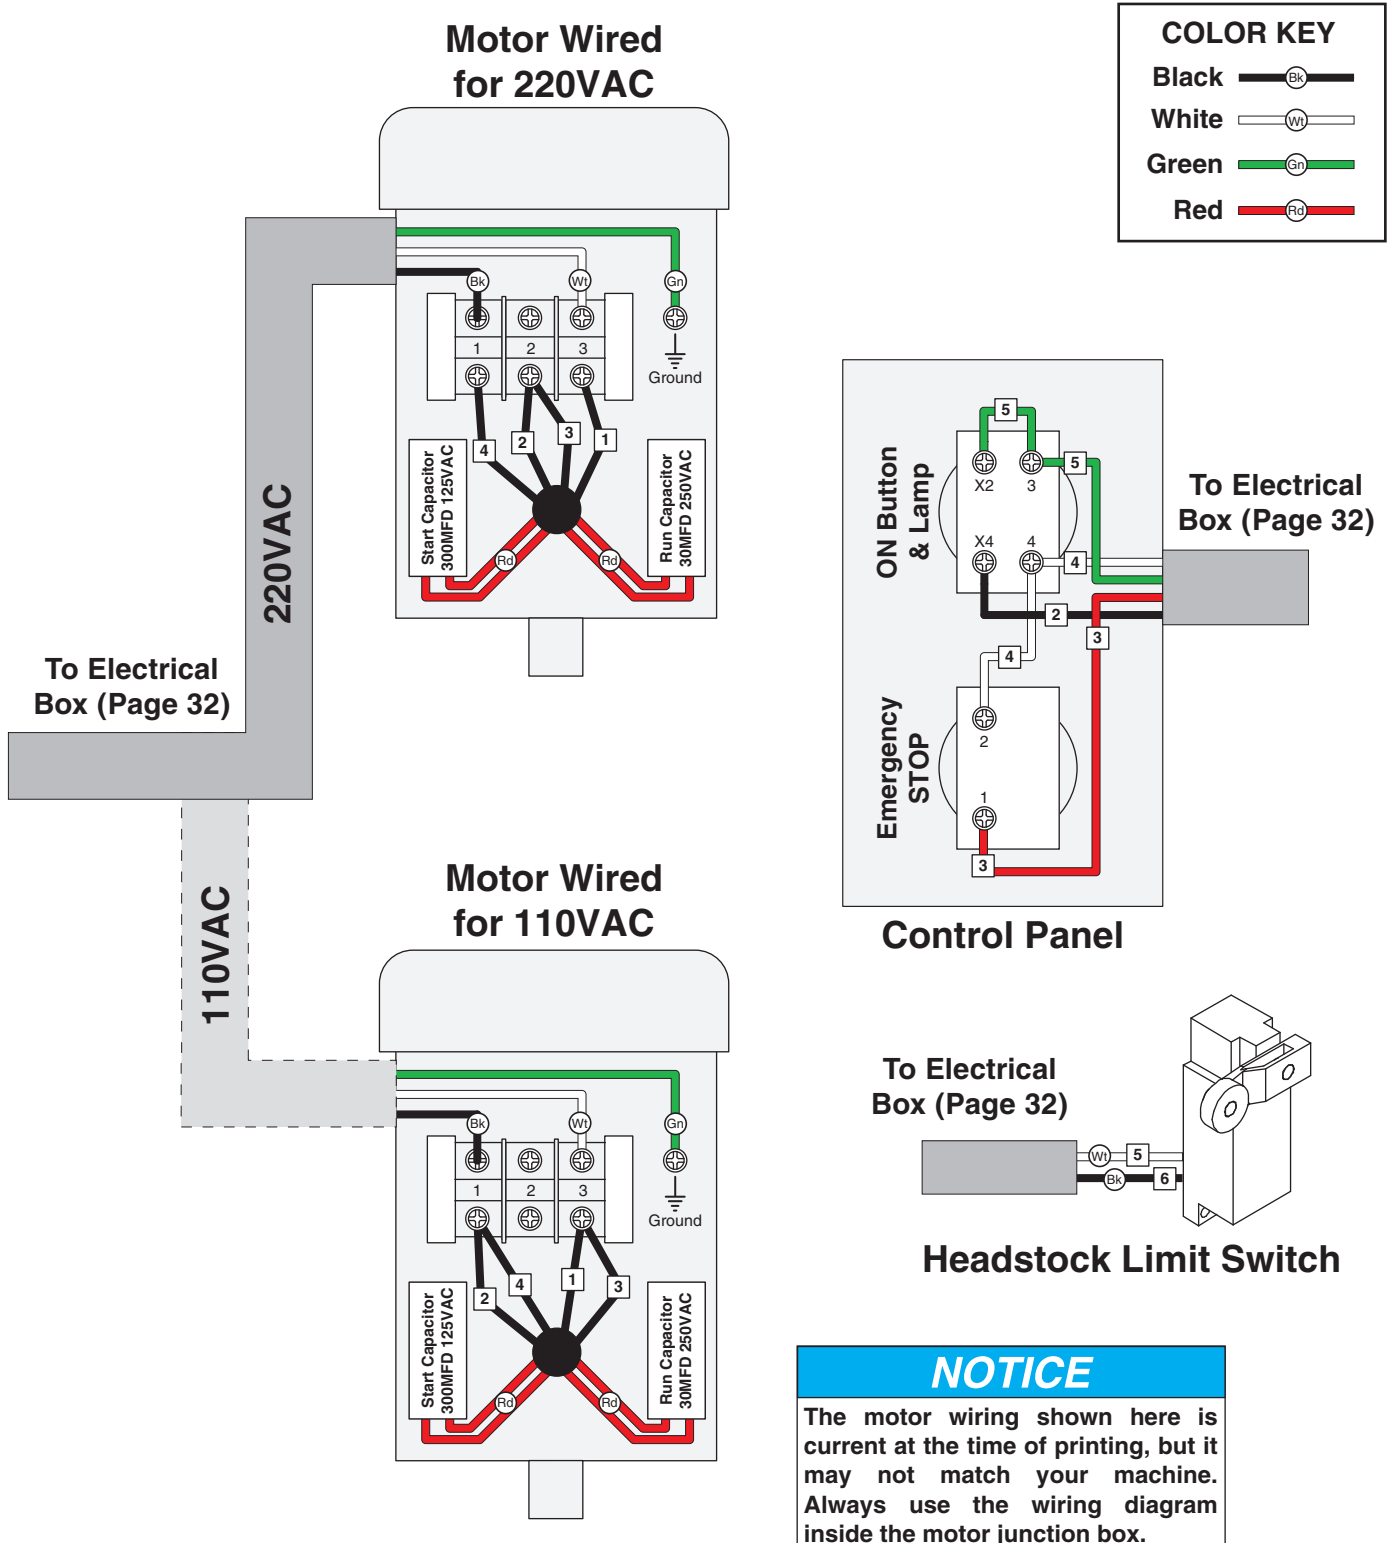 Motor Wired
for 220VAC
COLOR KEY
Black Bk
White Wt
Green Gn
Red Rd
Bk Wt Gn
1 2 3
Ground
4 2 3 1
Start Capacitor
300MFD 125VAC
Run Capacitor
30MFD 250VAC
Rd Rd
220VAC
To Electrical
Box (Page 32)
110VAC
5
X2 3
5
ON Button
& Lamp
X4 4
4
2
3
4
Emergency
STOP
2
1
3
To Electrical
Box (Page 32)
Control Panel
Motor Wired
for 110VAC
Bk Wt Gn
1 2 3
Ground
2 4 1 3
Start Capacitor
300MFD 125VAC
Run Capacitor
30MFD 250VAC
Rd Rd
To Electrical
Box (Page 32)
Wt 5
Bk 6
Headstock Limit Switch
NOTICE
The motor wiring shown here is
current at the time of printing, but it
may not match your machine.
Always use the wiring diagram
inside the motor junction box.